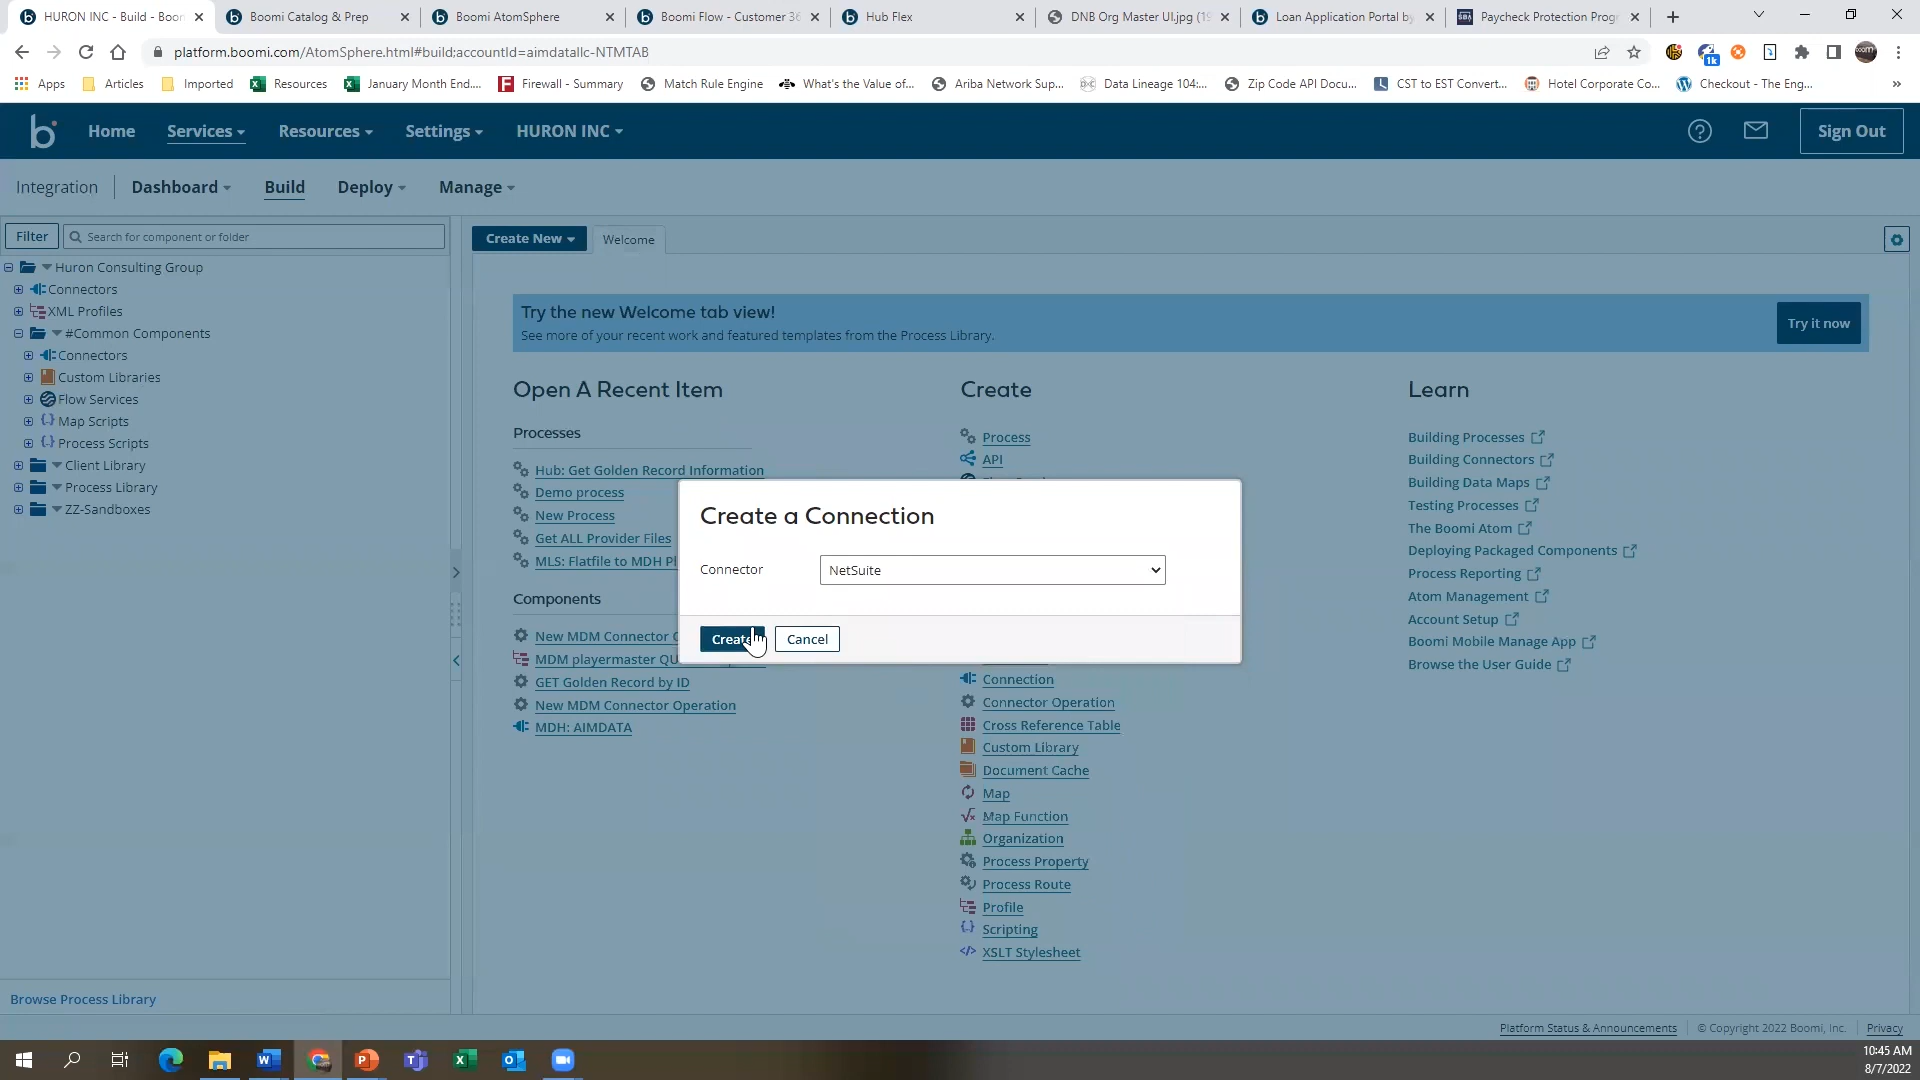 HURON INC - Build - Boom
Boomi Catalog & Prep
Boomi AtomSphere
Boomi Flow - Customer 36
Hub Flex
DNB Org Master UI.jpg (19
Loan Application Portal by
Paycheck Protection Prog
platform.boomi.com/AtomSphere.html#build;accountId=aimdatallc-NTMTAB
1k
Apps
Articles
Imported
Resources
January Month End....
Firewall - Summary
Match Rule Engine
What's the Value of...
Ariba Network Sup...
Data Lineage 104:...
Zip Code API Docu...
CST to EST Convert...
Hotel Corporate Co...
Checkout - The Eng...
»
Home
Services
Resources
Settings
HURON INC
Sign Out
Integration
Dashboard
Build
Deploy
Manage
Filter
Search for component or folder
Create New
Welcome
Huron Consulting Group
Connectors
XML Profiles
#Common Components
Connectors
Custom Libraries
Flow Services
Map Scripts
Process Scripts
Client Library
Process Library
ZZ-Sandboxes
Browse Process Library
Try the new Welcome tab view!
See more of your recent work and featured templates from the Process Library.
Try it now
Open A Recent Item
Processes
Hub: Get Golden Record Information
Demo process
New Process
Get ALL Provider Files
MLS: Flatfile to MDH Pl
Components
New MDM Connector
MDM playermaster QU
GET Golden Record by ID
New MDM Connector Operation
MDH: AIMDATA
Create
Process
API
Connection
Connector Operation
Cross Reference Table
Custom Library
Document Cache
Map
Map Function
Organization
Process Property
Process Route
Profile
Scripting
XSLT Stylesheet
Learn
Building Processes
Building Connectors
Building Data Maps
Testing Processes
The Boomi Atom
Deploying Packaged Components
Process Reporting
Atom Management
Account Setup
Boomi Mobile Manage App
Browse the User Guide
Create a Connection
Connector
NetSuite
Create
Cancel
Platform Status & Announcements
© Copyright 2022 Boomi, Inc.
Privacy
10:45 AM
8/7/2022